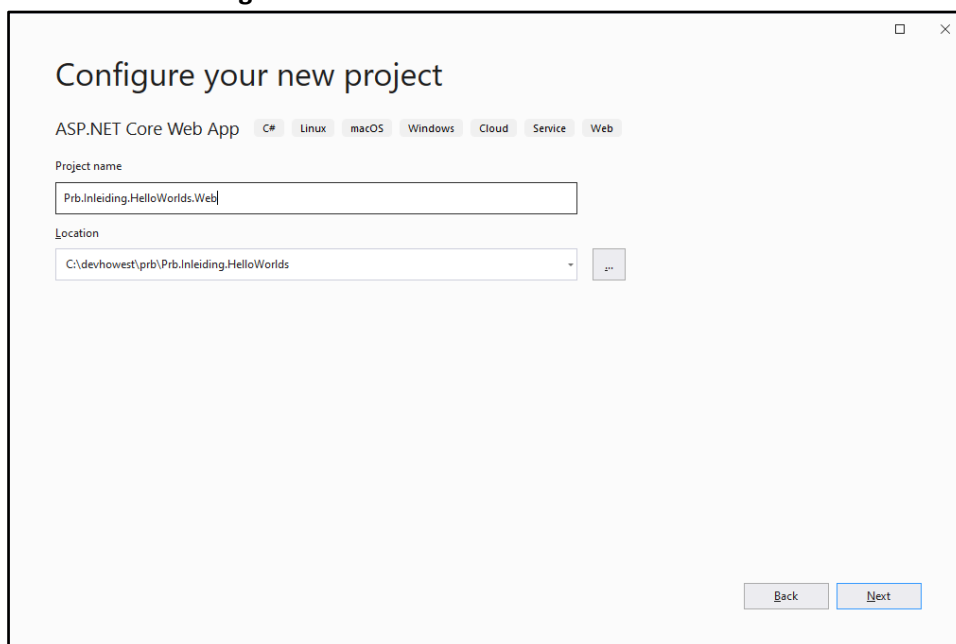 Configure your new project
ASP.NET Core Web App C# Linux macOS Windows Cloud Service Web
Project name
Prb.Inleiding.HelloWorlds.Web
Location
C:\devhowest\prb\Prb.Inleiding.HelloWorlds
...
Back Next